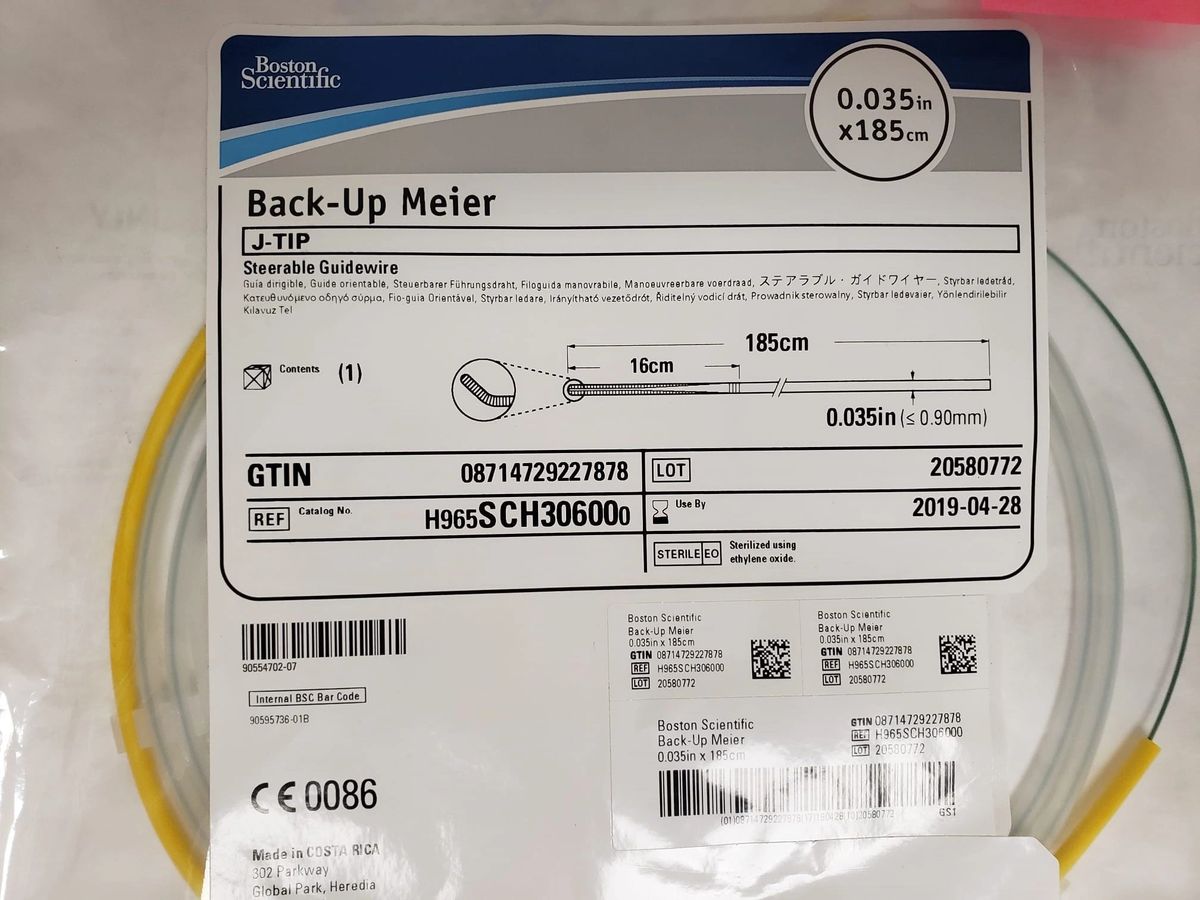 Boston
Scientific
0.035in
x185cm
Back-Up Meier
J-TIP
Steerable Guidewire
Guía dirigible, Guide orientable, Steuerbarer Führungsdraht, Filoguida manovrabile, Manoeuvreerbare voerdraad, ステアラブル・ガイドワイヤー, Styrbar ledetråd,
Κατευθυνόμενο οδηγό σύρμα, Fio-guia Orientável, Styrbar ledare, Irányítható vezetődrót, Řiditelný vodicí drát, Prowadnik sterowalny, Styrbar ledevaier, Yönlendirilebilir
Kılavuz Tel
185cm
16cm
Contents (1)
0.035in (≤ 0.90mm)
GTIN 08714729227878
LOT 20580772
REF Catalog No. H965SCH306000
Use By 2019-04-28
STERILE EO Sterilized using
ethylene oxide.
90554702-07
Internal BSC Bar Code
90595736-01B
CE 0086
Made in COSTA RICA
302 Parkway
Global Park, Heredia
Boston Scientific
Back-Up Meier
0.035in x 185cm
GTIN 08714729227878
REF H965SCH306000
LOT 20580772
Boston Scientific
Back-Up Meier
0.035in x 185cm
GTIN 08714729227878
REF H965SCH306000
LOT 20580772
Boston Scientific
Back-Up Meier
0.035in x 185cm
GTIN 08714729227878
REF H965SCH306000
LOT 20580772
(01)08714729227878(17)190428(10)20580772
GS1